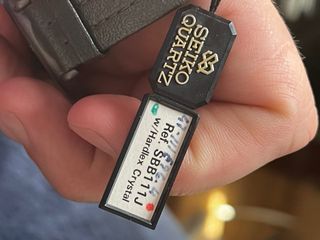 SEIKO
QUARTZ
Ref. SBB111J
W/Hardlex Crystal